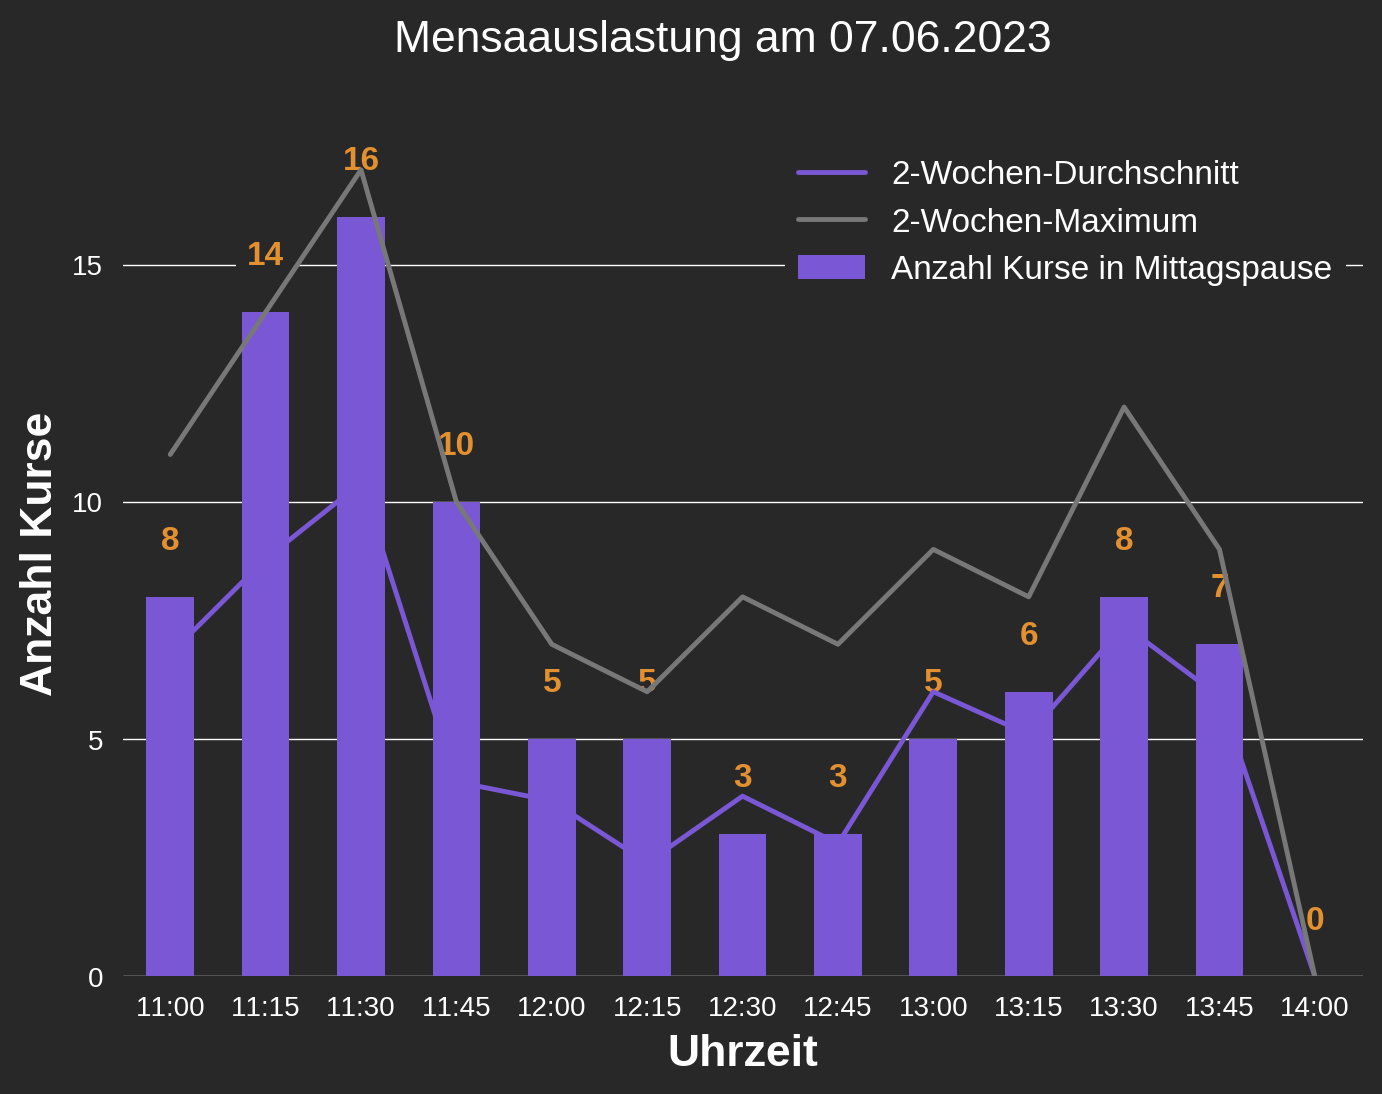 Mensaauslastung am 07.06.2023
2-Wochen-Durchschnitt
2-Wochen-Maximum
Anzahl Kurse in Mittagspause
Anzahl Kurse
15
10
5
0
8
14
16
10
5
5
3
3
5
6
8
7
0
11:00 11:15 11:30 11:45 12:00 12:15 12:30 12:45 13:00 13:15 13:30 13:45 14:00
Uhrzeit